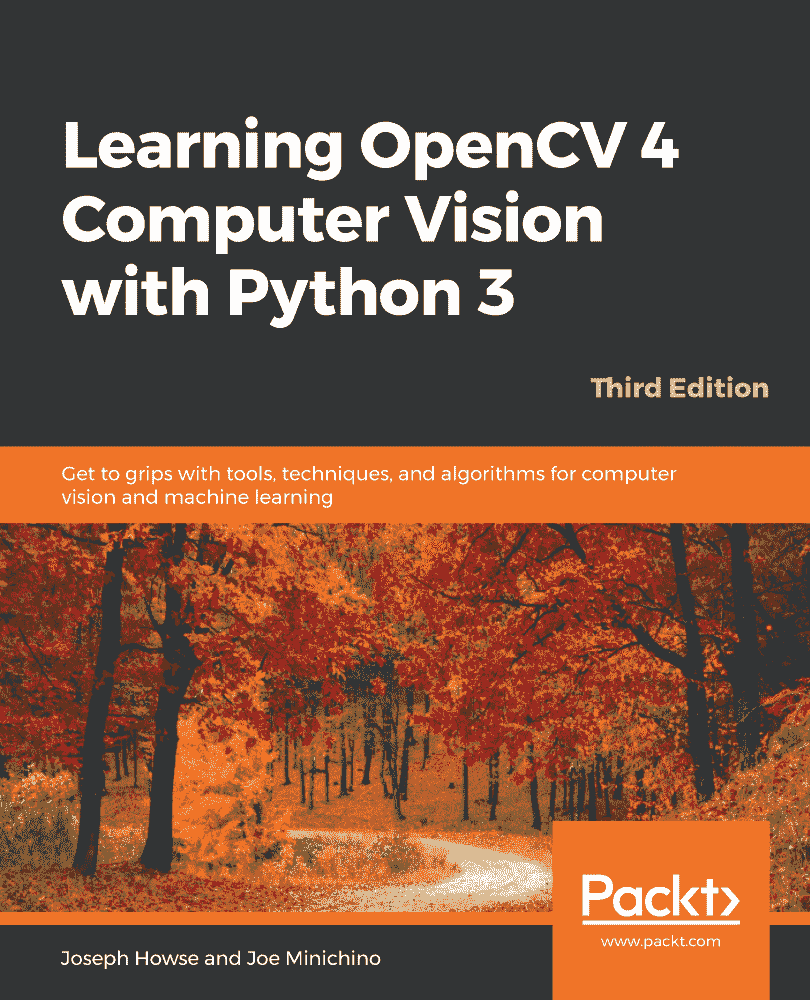 Learning OpenCV 4
Computer Vision
with Python 3
Third Edition
Get to grips with tools, techniques, and algorithms for computer
vision and machine learning
Packt>
www.packt.com
Joseph Howse and Joe Minichino